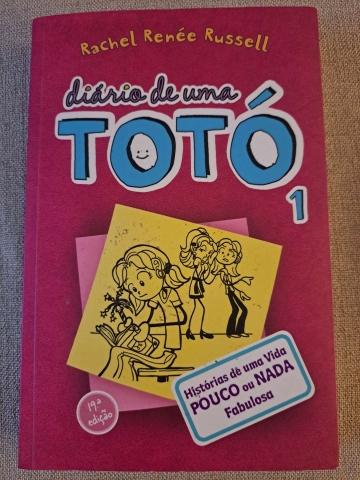 Rachel Renée Russell
diário de uma
TOTÓ
1
Histórias de uma Vida
POUCO ou NADA
Fabulosa
19ª
edição